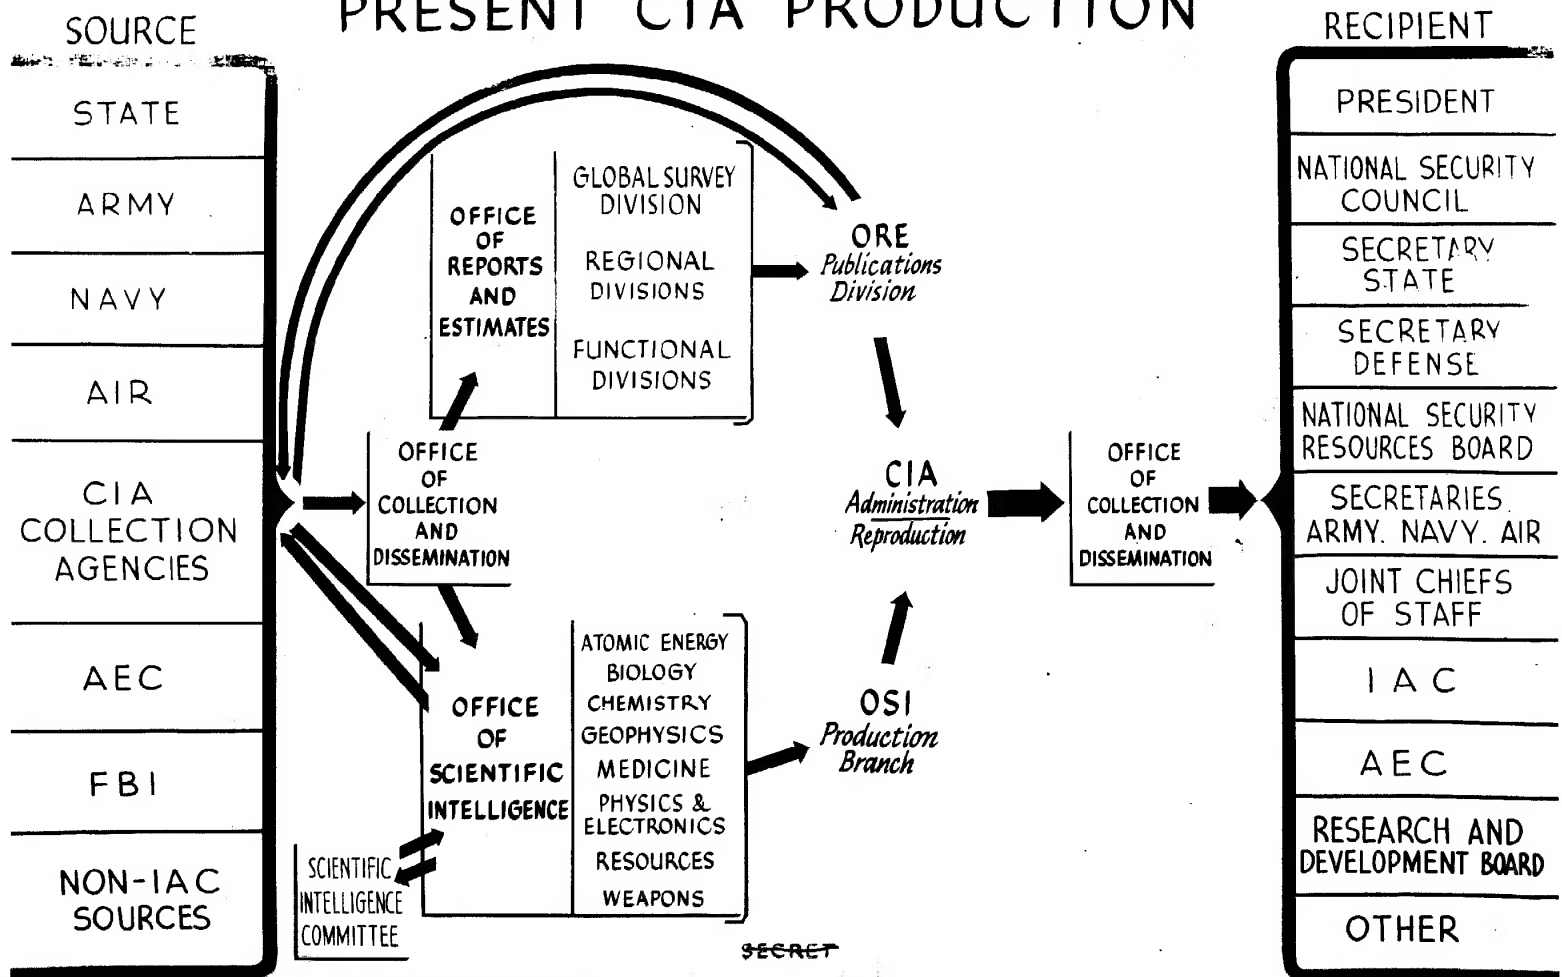 PRESENT CIA PRODUCTION
SOURCE
STATE
ARMY
NAVY
AIR
CIA
COLLECTION
AGENCIES
AEC
FBI
NON-IAC
SOURCES
OFFICE
OF
REPORTS
AND
ESTIMATES
GLOBAL SURVEY
DIVISION
REGIONAL
DIVISIONS
FUNCTIONAL
DIVISIONS
ORE
Publications
Division
OFFICE
OF
COLLECTION
AND
DISSEMINATION
CIA
Administration
Reproduction
OFFICE
OF
COLLECTION
AND
DISSEMINATION
OFFICE
OF
SCIENTIFIC
INTELLIGENCE
ATOMIC ENERGY
BIOLOGY
CHEMISTRY
GEOPHYSICS
MEDICINE
PHYSICS &
ELECTRONICS
RESOURCES
WEAPONS
OSI
Production
Branch
SCIENTIFIC
INTELLIGENCE
COMMITTEE
SECRET
RECIPIENT
PRESIDENT
NATIONAL SECURITY
COUNCIL
SECRETARY
STATE
SECRETARY
DEFENSE
NATIONAL SECURITY
RESOURCES BOARD
SECRETARIES
ARMY. NAVY. AIR
JOINT CHIEFS
OF STAFF
IAC
AEC
RESEARCH AND
DEVELOPMENT BOARD
OTHER